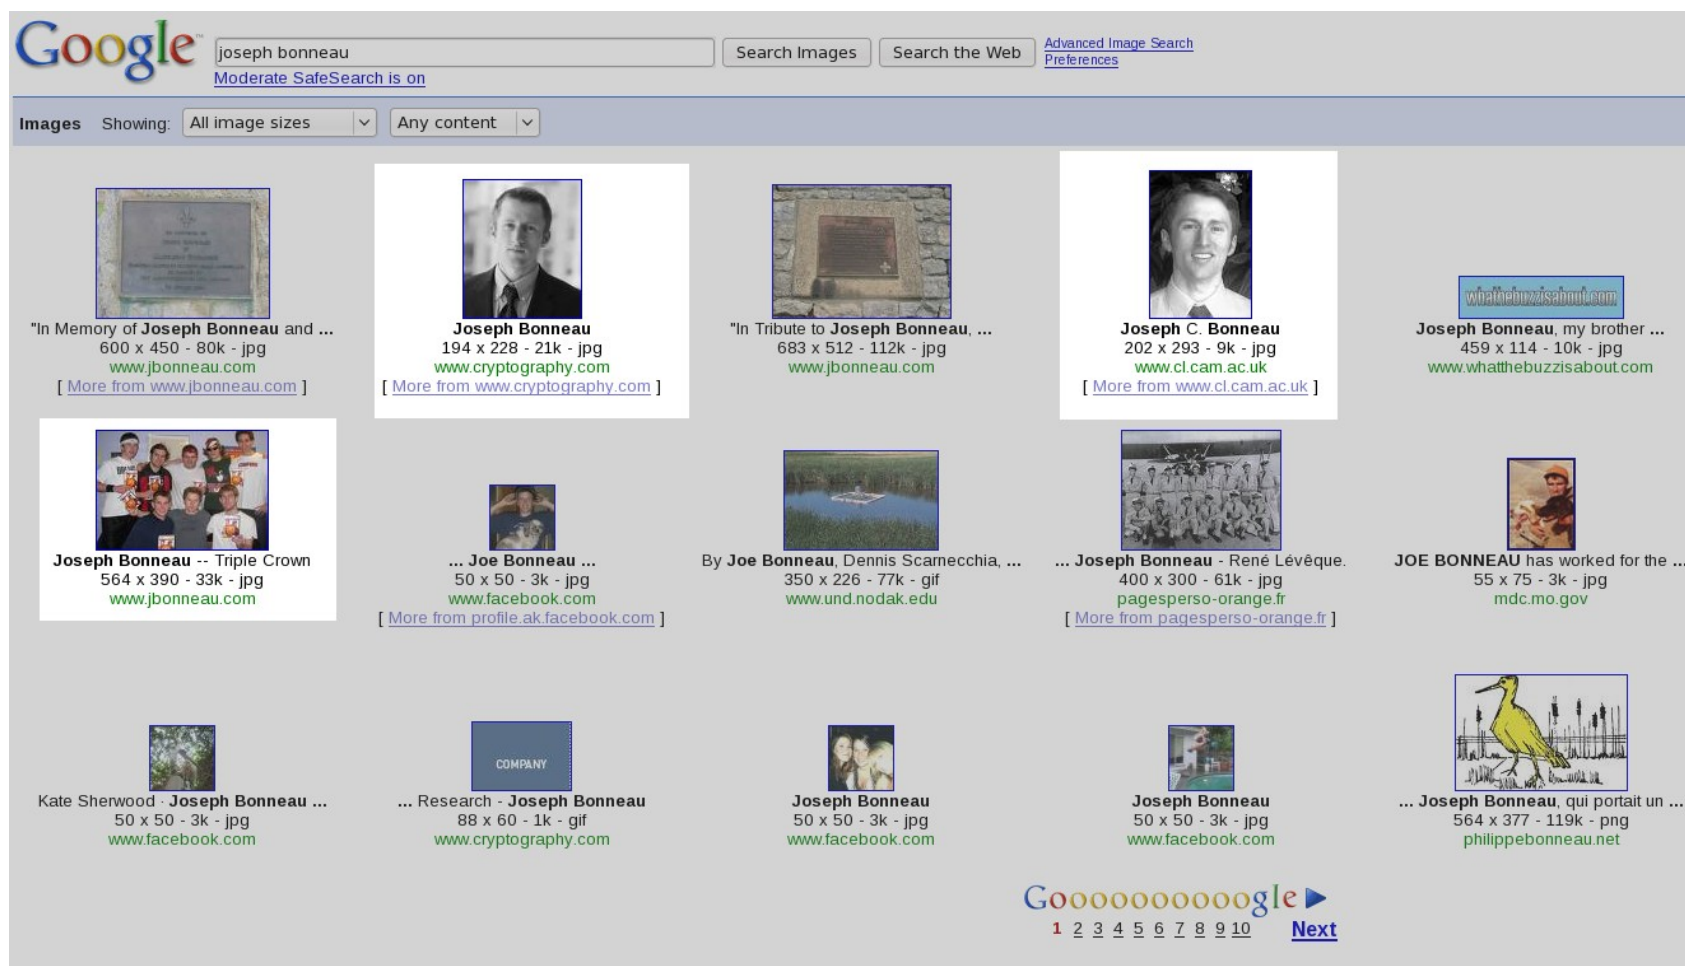 Google™
joseph bonneau
Search Images
Search the Web
Advanced Image Search
Preferences
Moderate SafeSearch is on
Images Showing: All image sizes Any content
"In Memory of Joseph Bonneau and ...
600 x 450 - 80k - jpg
www.jbonneau.com
[ More from www.jbonneau.com ]
Joseph Bonneau
194 x 228 - 21k - jpg
www.cryptography.com
[ More from www.cryptography.com ]
"In Tribute to Joseph Bonneau, ...
683 x 512 - 112k - jpg
www.jbonneau.com
Joseph C. Bonneau
202 x 293 - 9k - jpg
www.cl.cam.ac.uk
[ More from www.cl.cam.ac.uk ]
whatthebuzzisabout.com
Joseph Bonneau, my brother ...
459 x 114 - 10k - jpg
www.whatthebuzzisabout.com
Joseph Bonneau -- Triple Crown
564 x 390 - 33k - jpg
www.jbonneau.com
... Joe Bonneau ...
50 x 50 - 3k - jpg
www.facebook.com
[ More from profile.ak.facebook.com ]
By Joe Bonneau, Dennis Scarnecchia, ...
350 x 226 - 77k - gif
www.und.nodak.edu
... Joseph Bonneau - René Lévêque.
400 x 300 - 61k - jpg
pagesperso-orange.fr
[ More from pagesperso-orange.fr ]
JOE BONNEAU has worked for the ...
55 x 75 - 3k - jpg
mdc.mo.gov
Kate Sherwood · Joseph Bonneau ...
50 x 50 - 3k - jpg
www.facebook.com
COMPANY
... Research - Joseph Bonneau
88 x 60 - 1k - gif
www.cryptography.com
Joseph Bonneau
50 x 50 - 3k - jpg
www.facebook.com
Joseph Bonneau
50 x 50 - 3k - jpg
www.facebook.com
... Joseph Bonneau, qui portait un ...
564 x 377 - 119k - png
philippebonneau.net
Goooooooooogle
1 2 3 4 5 6 7 8 9 10 Next